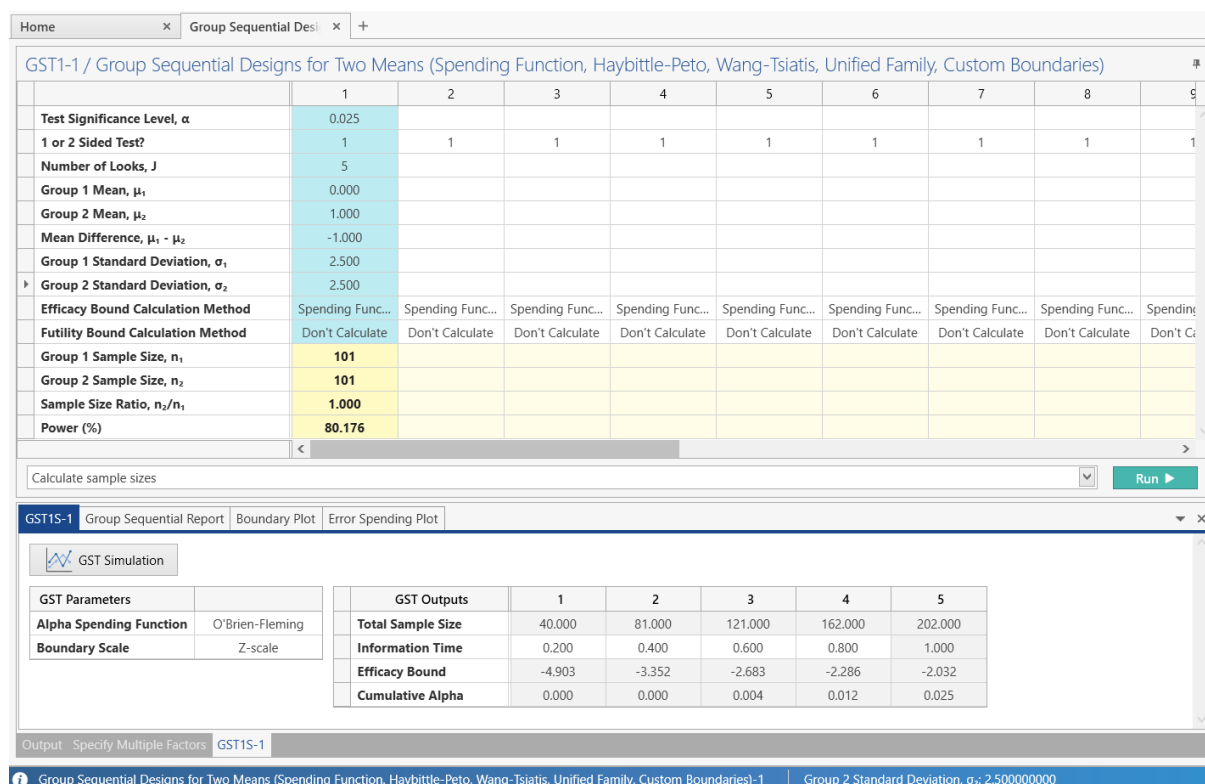 Home × Group Sequential Desi × +
GST1-1 / Group Sequential Designs for Two Means (Spending Function, Haybittle-Peto, Wang-Tsiatis, Unified Family, Custom Boundaries)
1 2 3 4 5 6 7 8 9
Test Significance Level, α 0.025
1 or 2 Sided Test? 1 1 1 1 1 1 1 1 1
Number of Looks, J 5
Group 1 Mean, μ₁ 0.000
Group 2 Mean, μ₂ 1.000
Mean Difference, μ₁ - μ₂ -1.000
Group 1 Standard Deviation, σ₁ 2.500
Group 2 Standard Deviation, σ₂ 2.500
Efficacy Bound Calculation Method Spending Func... Spending Func... Spending Func... Spending Func... Spending Func... Spending Func... Spending Func... Spending Func... Spending
Futility Bound Calculation Method Don't Calculate Don't Calculate Don't Calculate Don't Calculate Don't Calculate Don't Calculate Don't Calculate Don't Calculate Don't Ca
Group 1 Sample Size, n₁ 101
Group 2 Sample Size, n₂ 101
Sample Size Ratio, n₂/n₁ 1.000
Power (%) 80.176
Calculate sample sizes Run
GST1S-1 Group Sequential Report Boundary Plot Error Spending Plot
GST Simulation
GST Parameters GST Outputs 1 2 3 4 5
Alpha Spending Function O'Brien-Fleming Total Sample Size 40.000 81.000 121.000 162.000 202.000
Boundary Scale Z-scale Information Time 0.200 0.400 0.600 0.800 1.000
Efficacy Bound -4.903 -3.352 -2.683 -2.286 -2.032
Cumulative Alpha 0.000 0.000 0.004 0.012 0.025
Output Specify Multiple Factors GST1S-1
Group Sequential Designs for Two Means (Spending Function, Haybittle-Peto, Wang-Tsiatis, Unified Family, Custom Boundaries)-1 Group 2 Standard Deviation, σ₂: 2.500000000